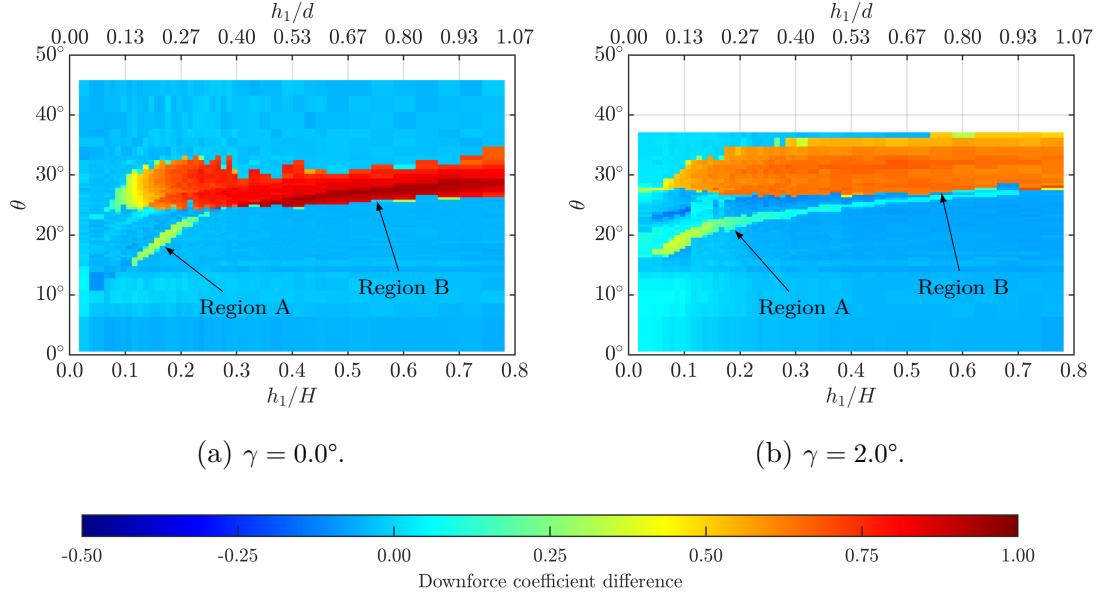 h₁/d
0.00 0.13 0.27 0.40 0.53 0.67 0.80 0.93 1.07
50°
40°
30°
20°
10°
0°
θ
Region A
Region B
0.0 0.1 0.2 0.3 0.4 0.5 0.6 0.7 0.8
h₁/H
(a) γ = 0.0°.
h₁/d
0.00 0.13 0.27 0.40 0.53 0.67 0.80 0.93 1.07
50°
40°
30°
20°
10°
0°
θ
Region A
Region B
0.0 0.1 0.2 0.3 0.4 0.5 0.6 0.7 0.8
h₁/H
(b) γ = 2.0°.
-0.50 -0.25 0.00 0.25 0.50 0.75 1.00
Downforce coefficient difference